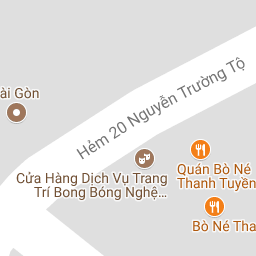 ài Gòn
Hẻm 20 Nguyễn Trường Tộ
Cửa Hàng Dịch Vụ Trang
Trí Bong Bóng Nghệ...
Quán Bò Né
Thanh Tuyền
Bò Né Tha